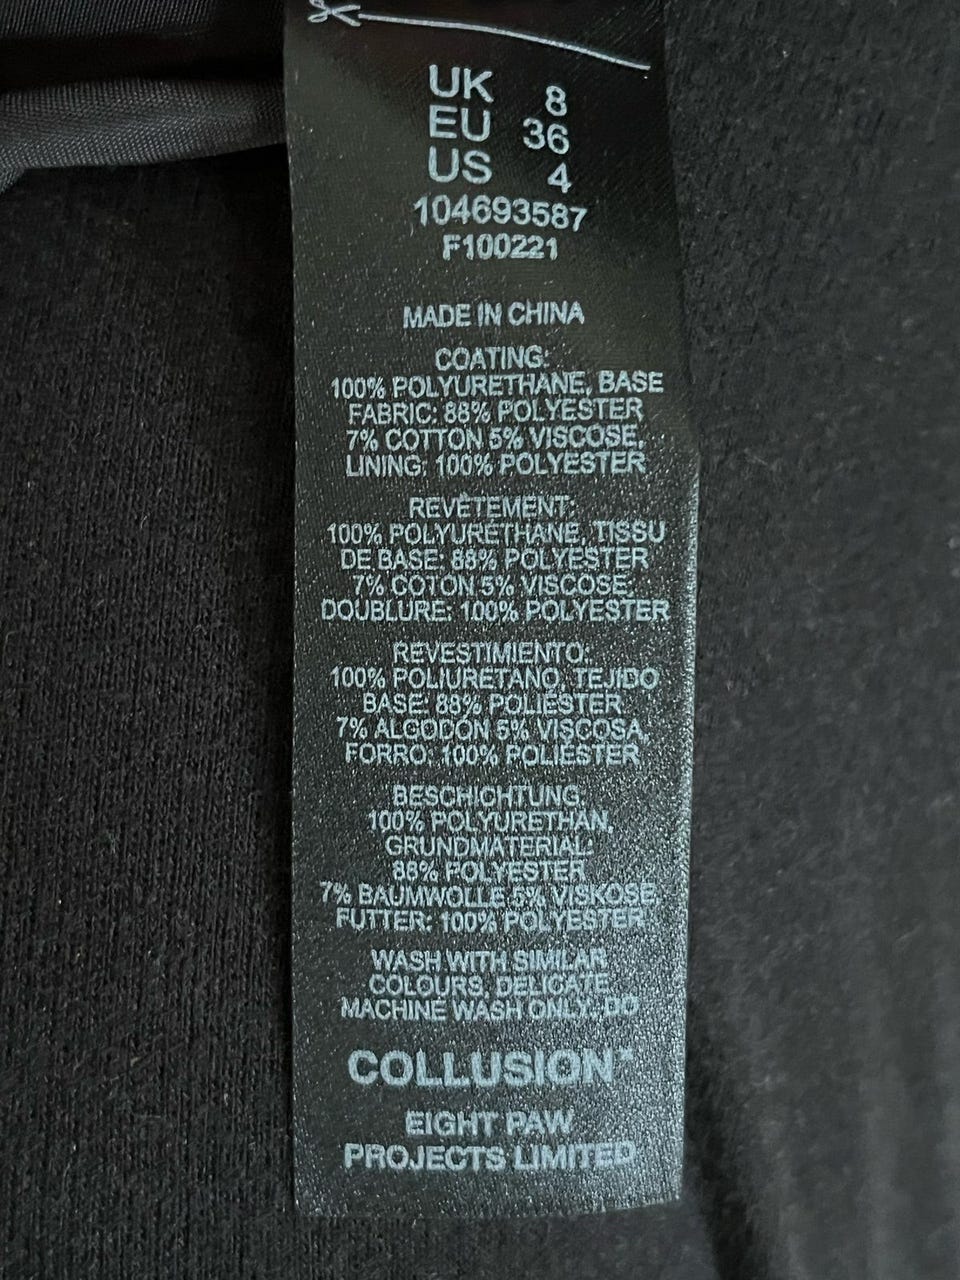 UK 8
EU 36
US 4
104693587
F100221
MADE IN CHINA
COATING:
100% POLYURETHANE, BASE
FABRIC: 88% POLYESTER
7% COTTON 5% VISCOSE,
LINING: 100% POLYESTER
REVÊTEMENT:
100% POLYURÉTHANE, TISSU
DE BASE: 88% POLYESTER
7% COTON 5% VISCOSE,
DOUBLURE: 100% POLYESTER
REVESTIMIENTO:
100% POLIURETANO, TEJIDO
BASE: 88% POLIÉSTER
7% ALGODÓN 5% VISCOSA,
FORRO: 100% POLIÉSTER
BESCHICHTUNG:
100% POLYURETHAN,
GRUNDMATERIAL:
88% POLYESTER
7% BAUMWOLLE 5% VISKOSE,
FUTTER: 100% POLYESTER
WASH WITH SIMILAR
COLOURS, DELICATE
MACHINE WASH ONLY. DO
COLLUSION™
EIGHT PAW
PROJECTS LIMITED